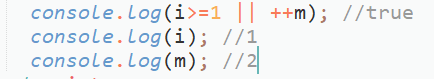 console.log(i>=1 || ++m); //true
console.log(i); //1
console.log(m); //2